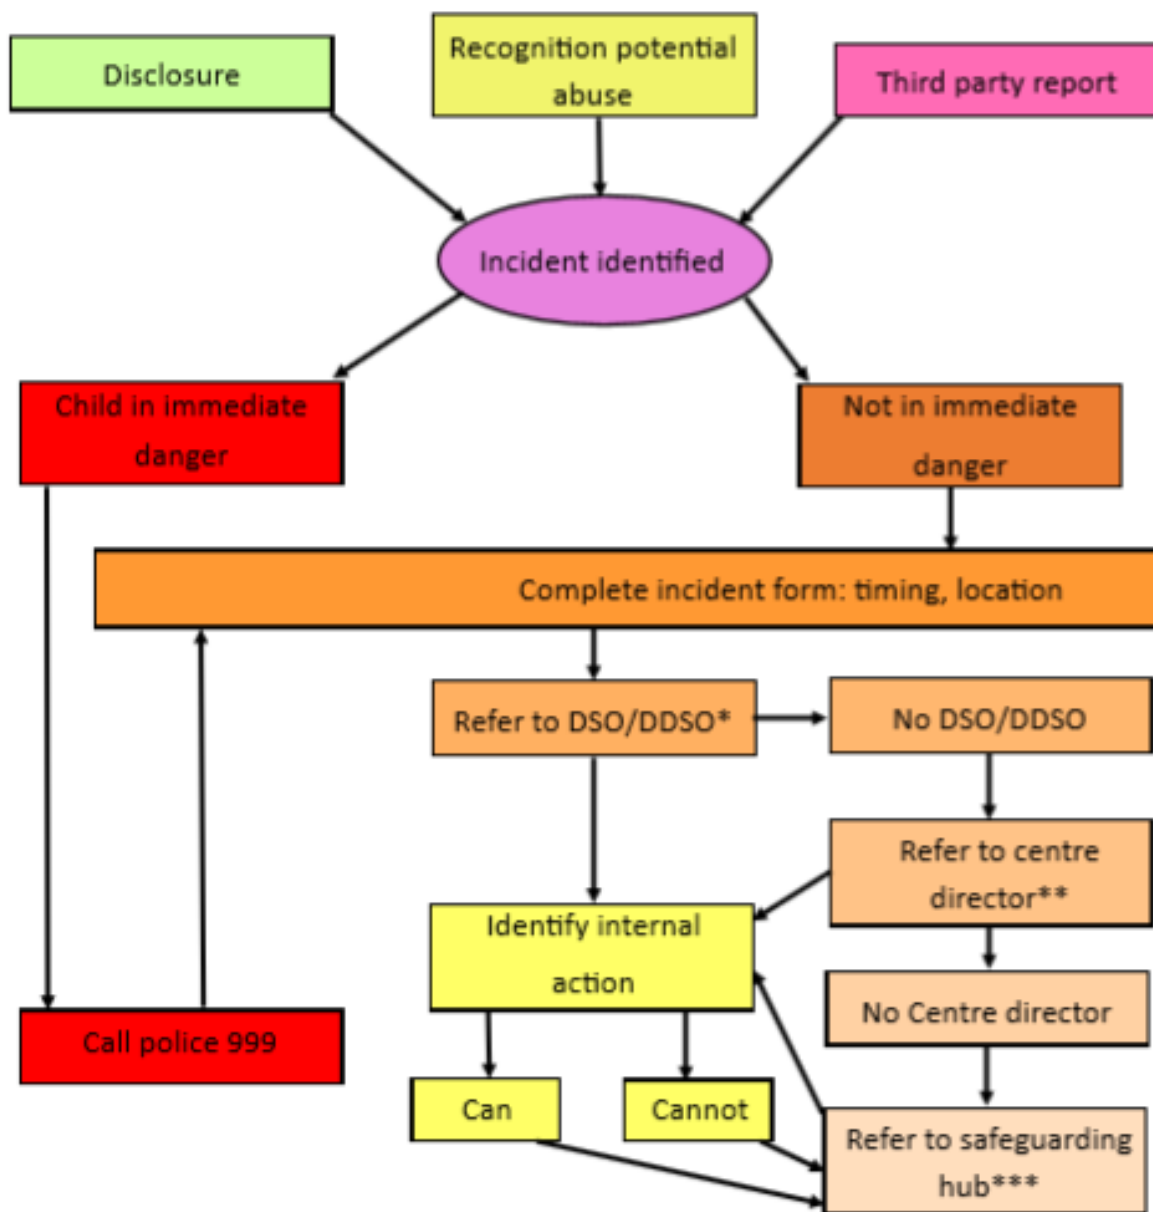 Disclosure
Recognition potential
abuse
Third party report
Incident identified
Child in immediate
danger
Not in immediate
danger
Complete incident form: timing, location
Refer to DSO/DDSO*
No DSO/DDSO
Refer to centre
director**
Identify internal
action
No Centre director
Call police 999
Can
Cannot
Refer to safeguarding
hub***